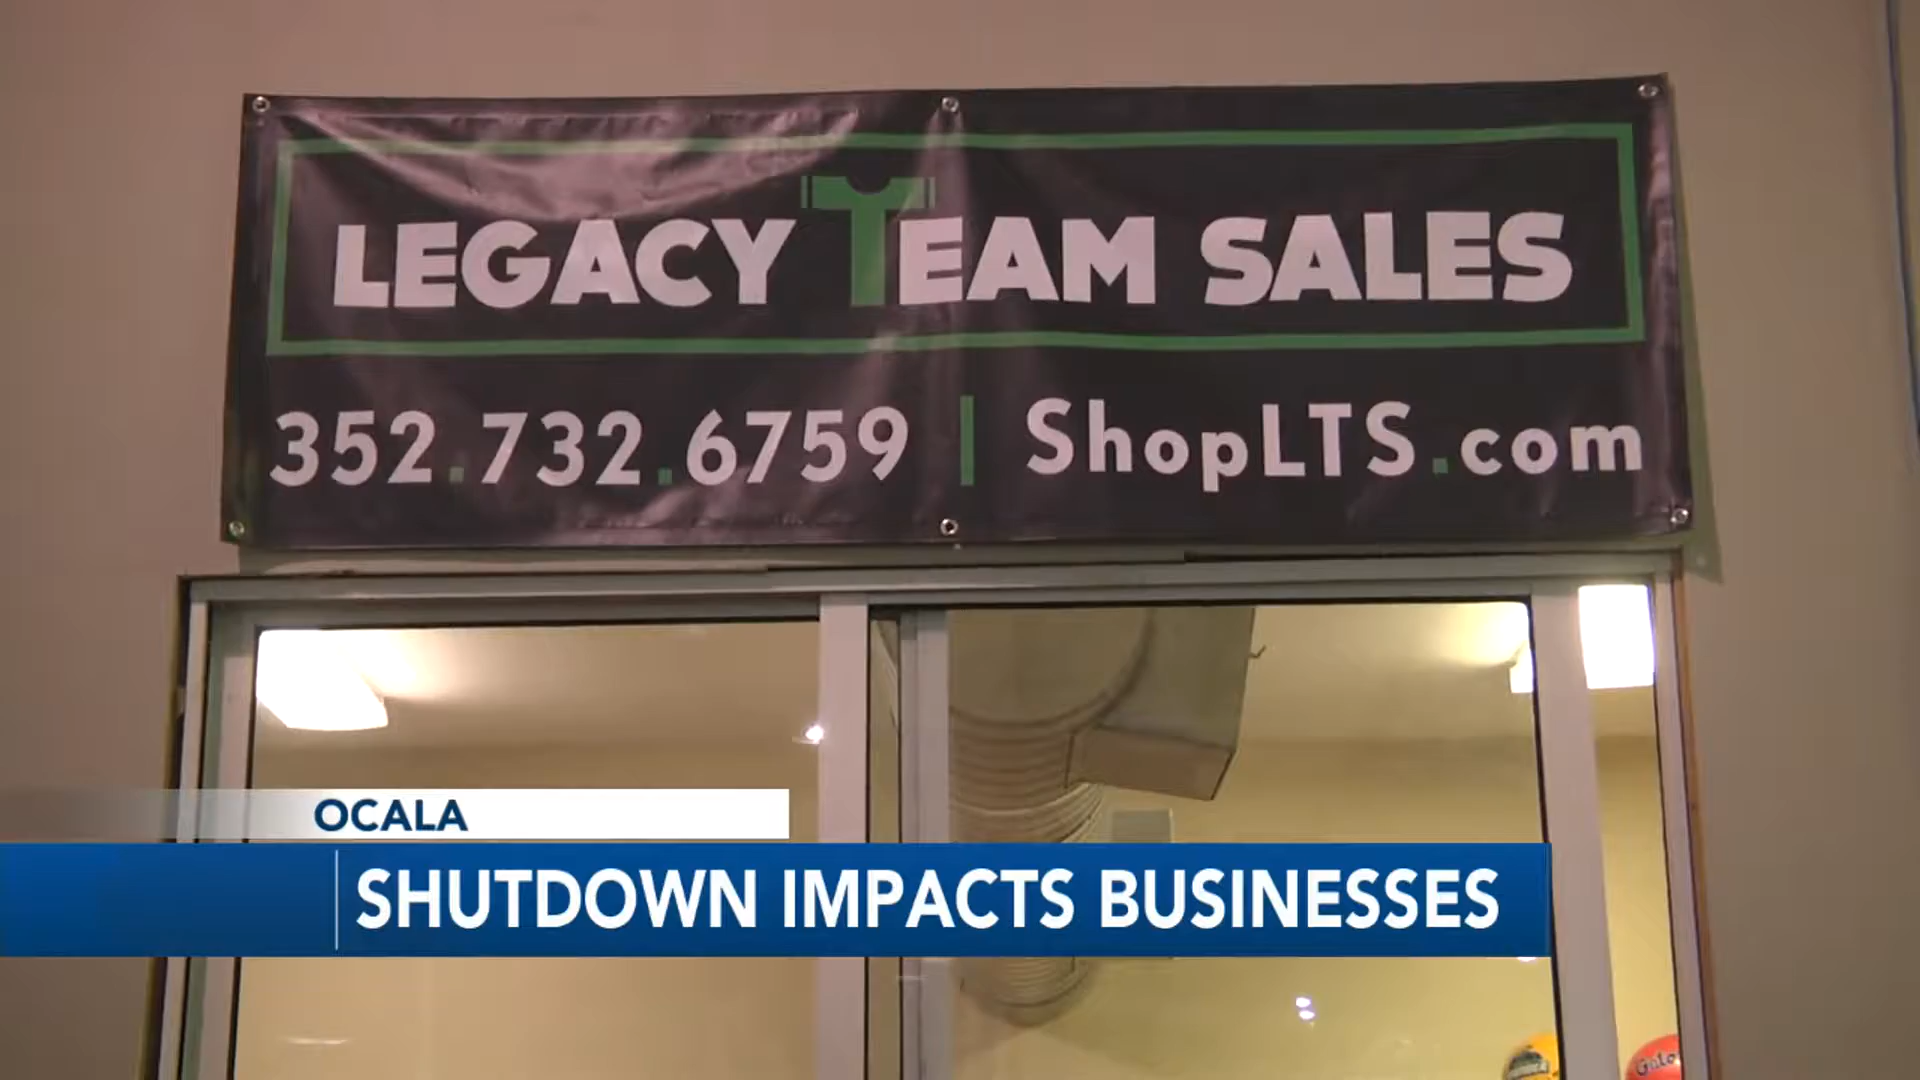 LEGACY TEAM SALES
352.732.6759 | ShopLTS.com
OCALA
SHUTDOWN IMPACTS BUSINESSES